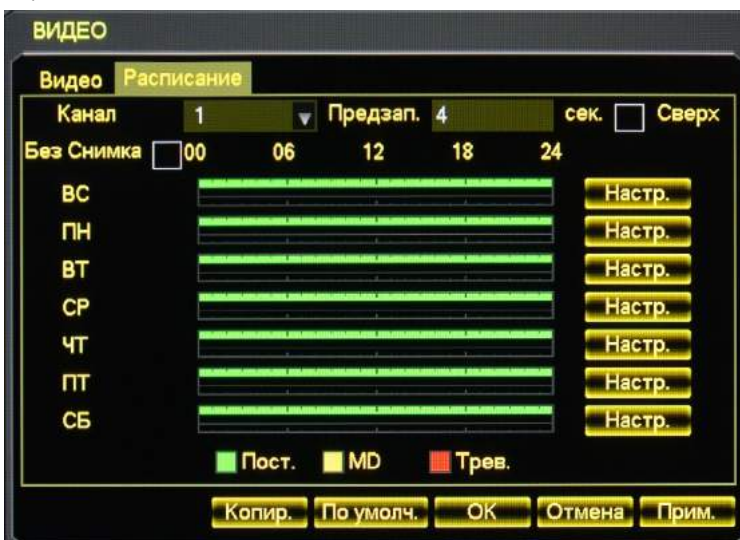 ВИДЕО
Видео Расписание
Канал 1 Предзап. 4 сек. Сверх
Без Снимка 00 06 12 18 24
ВС Настр.
ПН Настр.
ВТ Настр.
СР Настр.
ЧТ Настр.
ПТ Настр.
СБ Настр.
Пост. MD Трев.
Копир. По умолч. OK Отмена Прим.